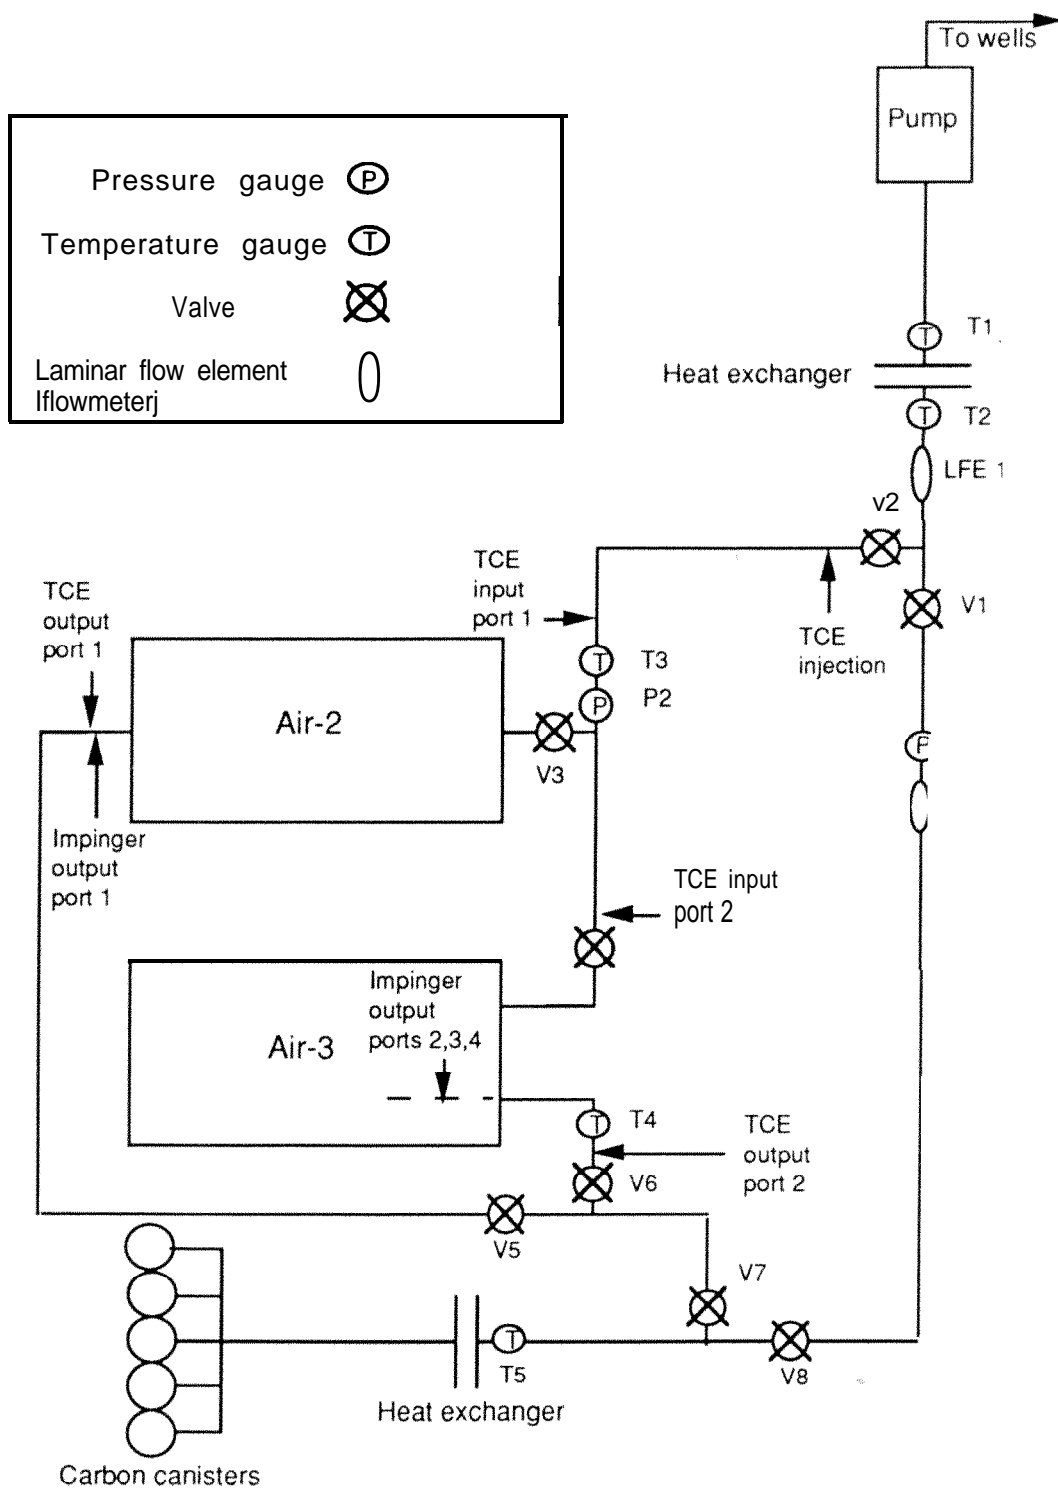 To wells
Pump
Pressure gauge P
Temperature gauge T
Valve
Laminar flow element
Iflowmeterj
T T1
Heat exchanger
T T2
LFE 1
v2
V1
TCE
input
port 1
TCE
injection
TCE
output
port 1
T T3
P P2
Air-2
V3
P
Impinger
output
port 1
TCE input
port 2
Impinger
output
ports 2,3,4
Air-3
T T4
TCE
output
port 2
V6
V5
V7
T
T5
V8
Heat exchanger
Carbon canisters